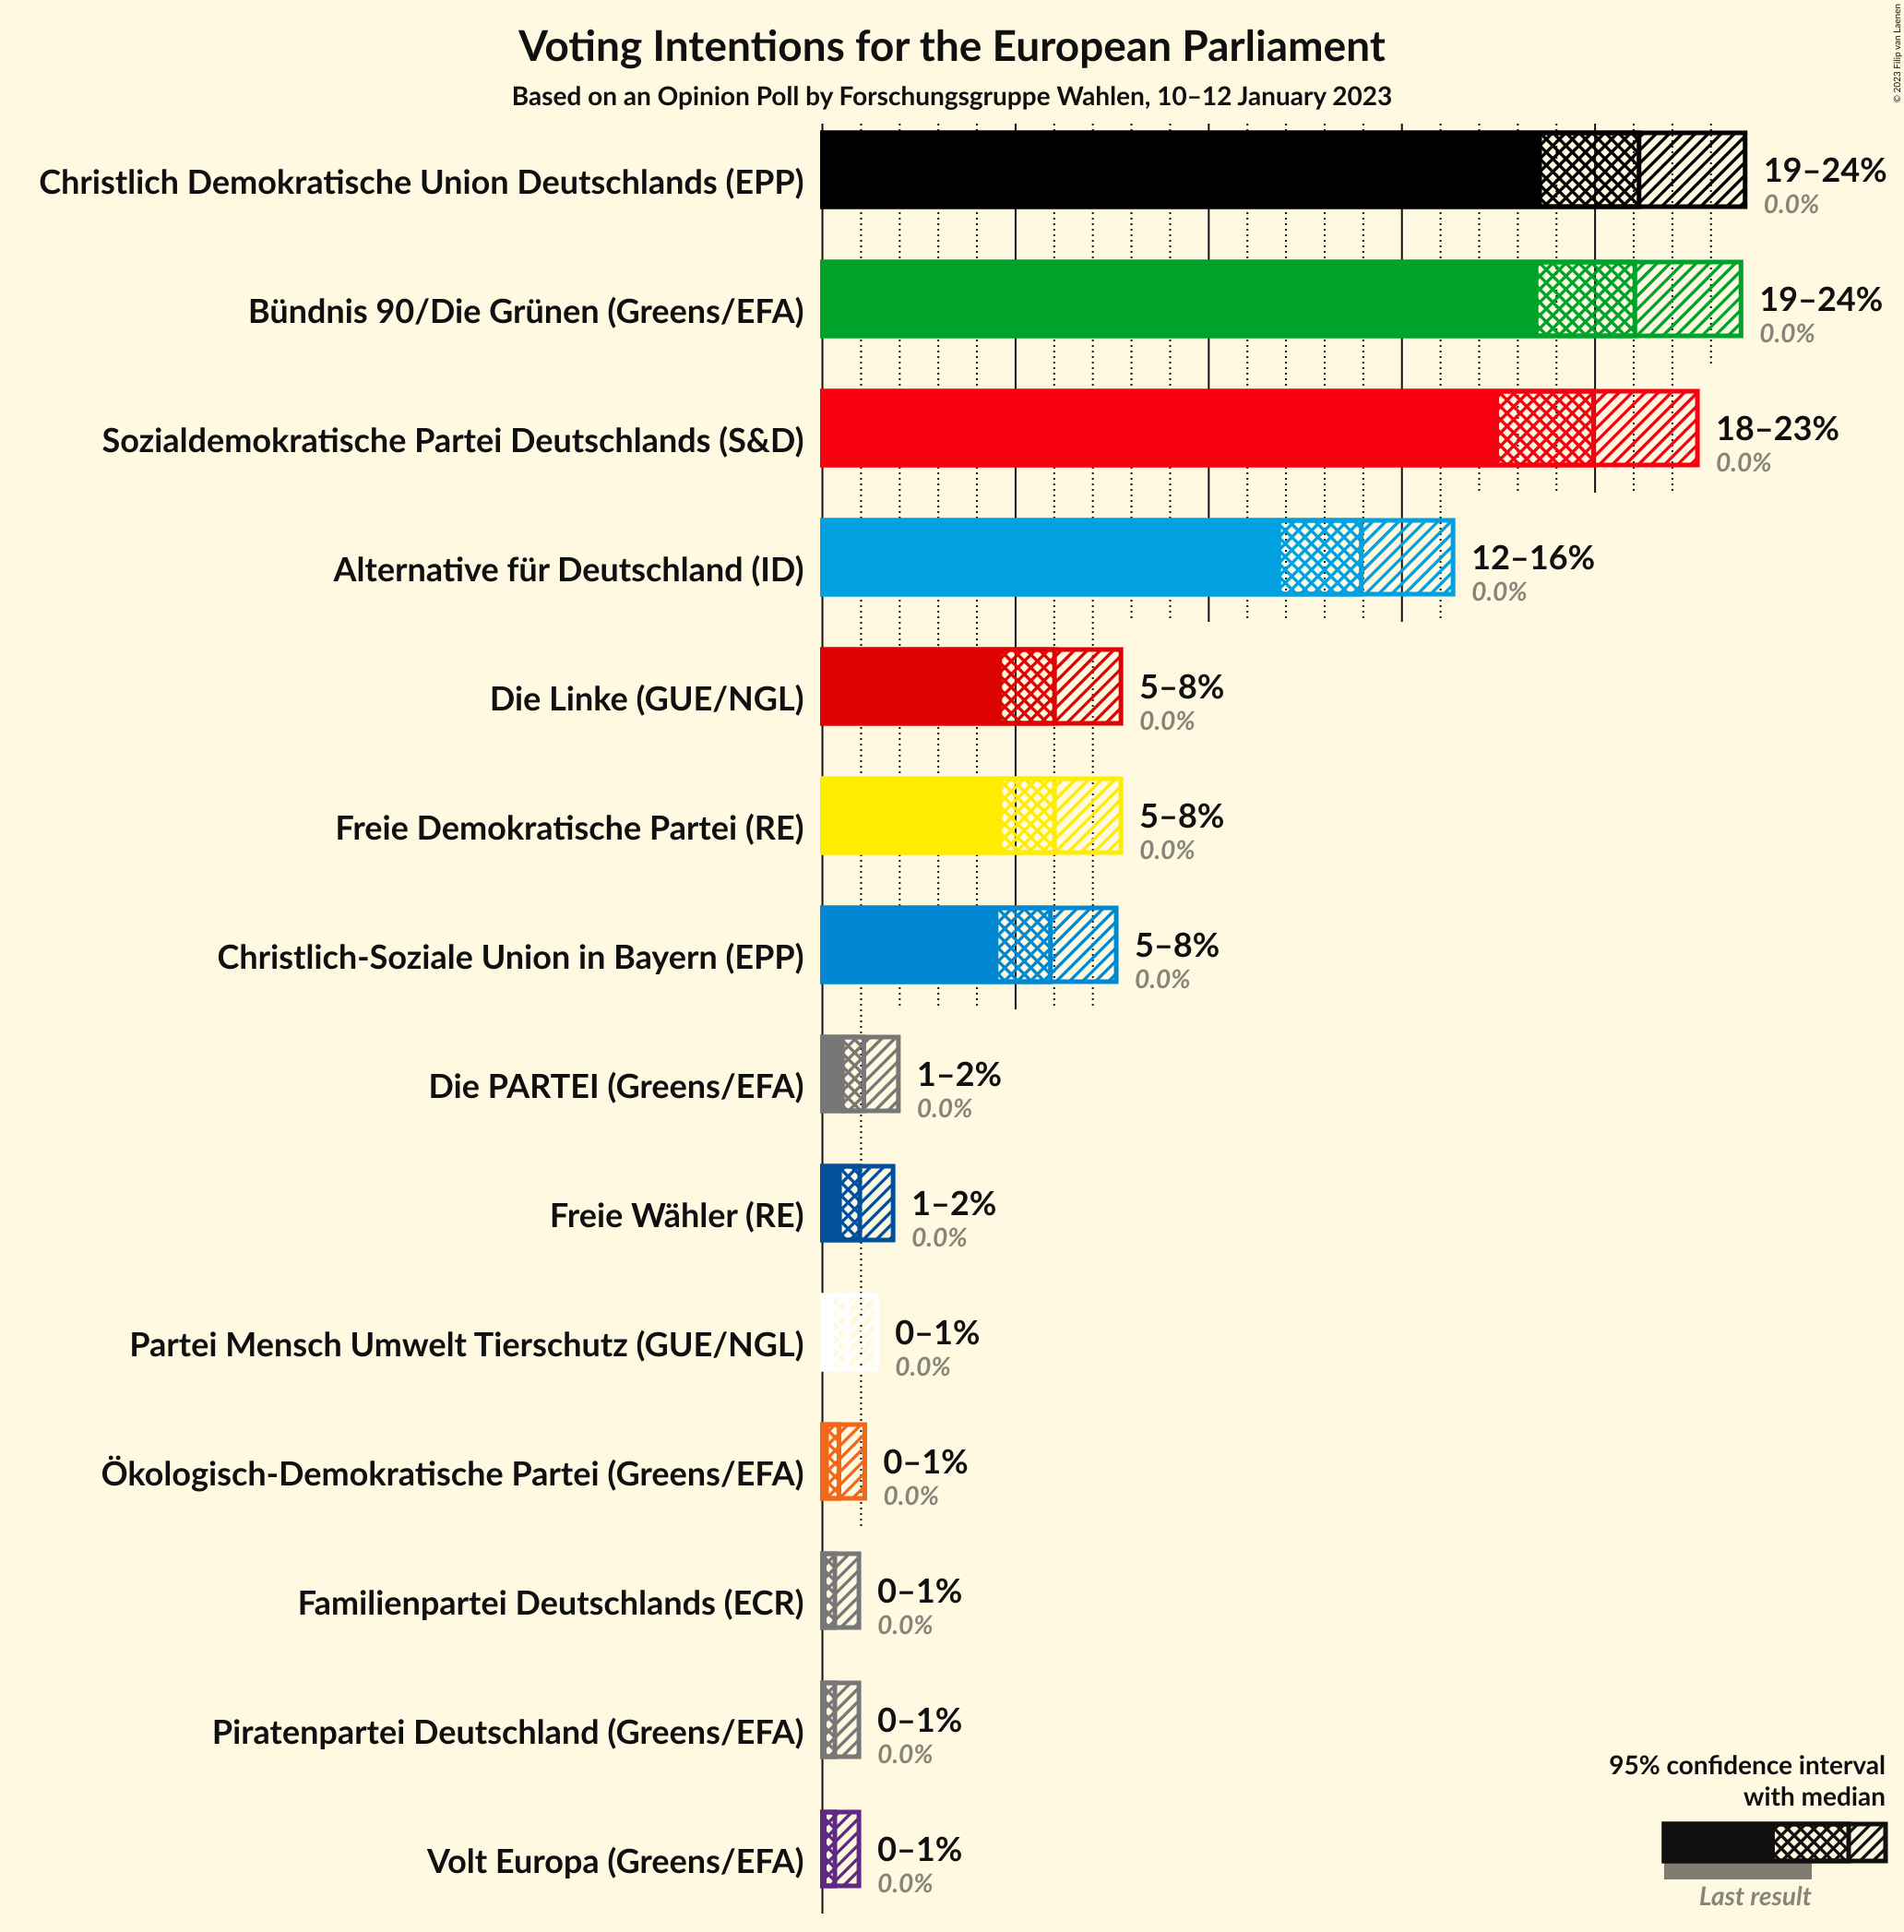 © 2023 Filip van Laenen
Voting Intentions for the European Parliament
Based on an Opinion Poll by Forschungsgruppe Wahlen, 10–12 January 2023
Christlich Demokratische Union Deutschlands (EPP)
19–24%
0.0%
Bündnis 90/Die Grünen (Greens/EFA)
19–24%
0.0%
Sozialdemokratische Partei Deutschlands (S&D)
18–23%
0.0%
Alternative für Deutschland (ID)
12–16%
0.0%
Die Linke (GUE/NGL)
5–8%
0.0%
Freie Demokratische Partei (RE)
5–8%
0.0%
Christlich-Soziale Union in Bayern (EPP)
5–8%
0.0%
Die PARTEI (Greens/EFA)
1–2%
0.0%
Freie Wähler (RE)
1–2%
0.0%
Partei Mensch Umwelt Tierschutz (GUE/NGL)
0–1%
0.0%
Ökologisch-Demokratische Partei (Greens/EFA)
0–1%
0.0%
Familienpartei Deutschlands (ECR)
0–1%
0.0%
Piratenpartei Deutschland (Greens/EFA)
0–1%
0.0%
Volt Europa (Greens/EFA)
0–1%
0.0%
95% confidence interval
with median
Last result